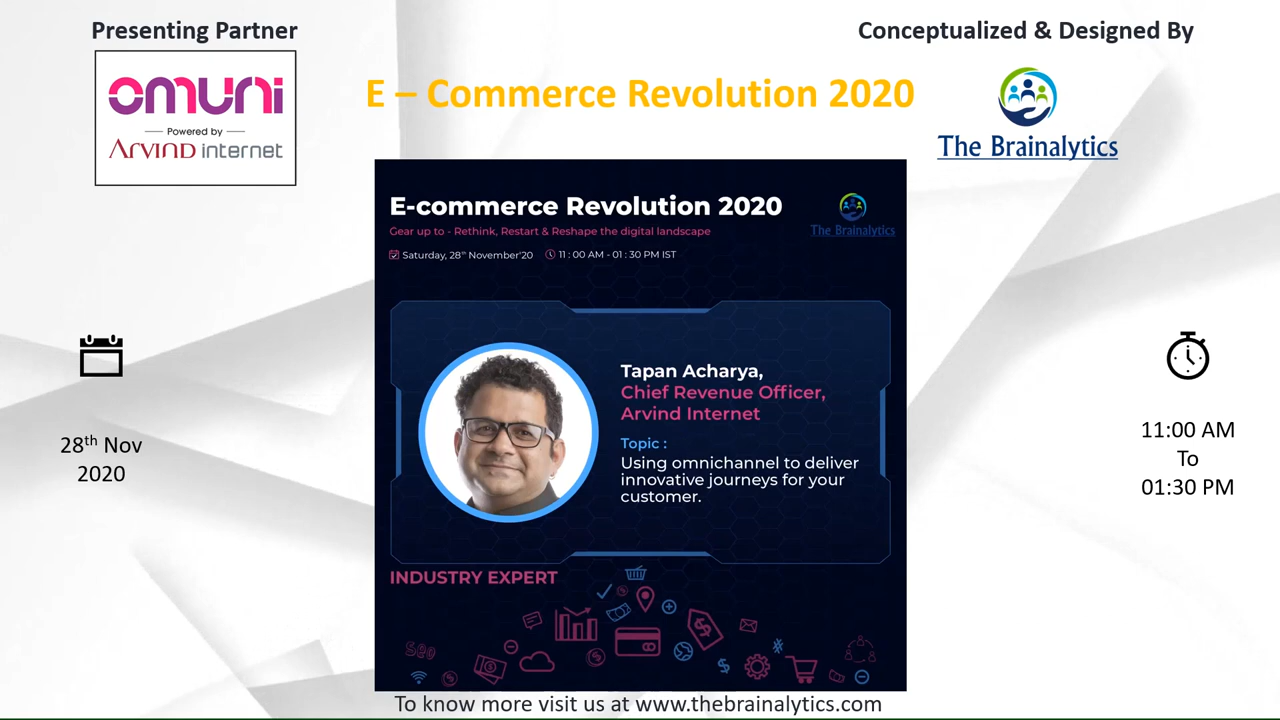 Presenting Partner
Conceptualized & Designed By
omuni
Powered by
ARVIND internet
E – Commerce Revolution 2020
The Brainalytics
E-commerce Revolution 2020
Gear up to - Rethink, Restart & Reshape the digital landscape
The Brainalytics
Saturday, 28th November'20 11 : 00 AM - 01 : 30 PM IST
Tapan Acharya,
Chief Revenue Officer,
Arvind Internet
Topic :
Using omnichannel to deliver
innovative journeys for your
customer.
28th Nov
2020
11:00 AM
To
01:30 PM
INDUSTRY EXPERT
Seo
To know more visit us at www.thebrainalytics.com